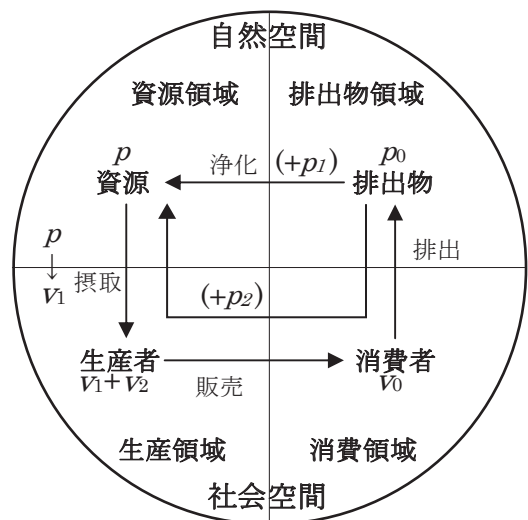 自然空間
資源領域 排出物領域
p 浄化 (+p1) p0
資源 排出物
p
↓
v1 摂取 排出
(+p2)
生産者 消費者
v1+v2 販売 v0
生産領域 消費領域
社会空間